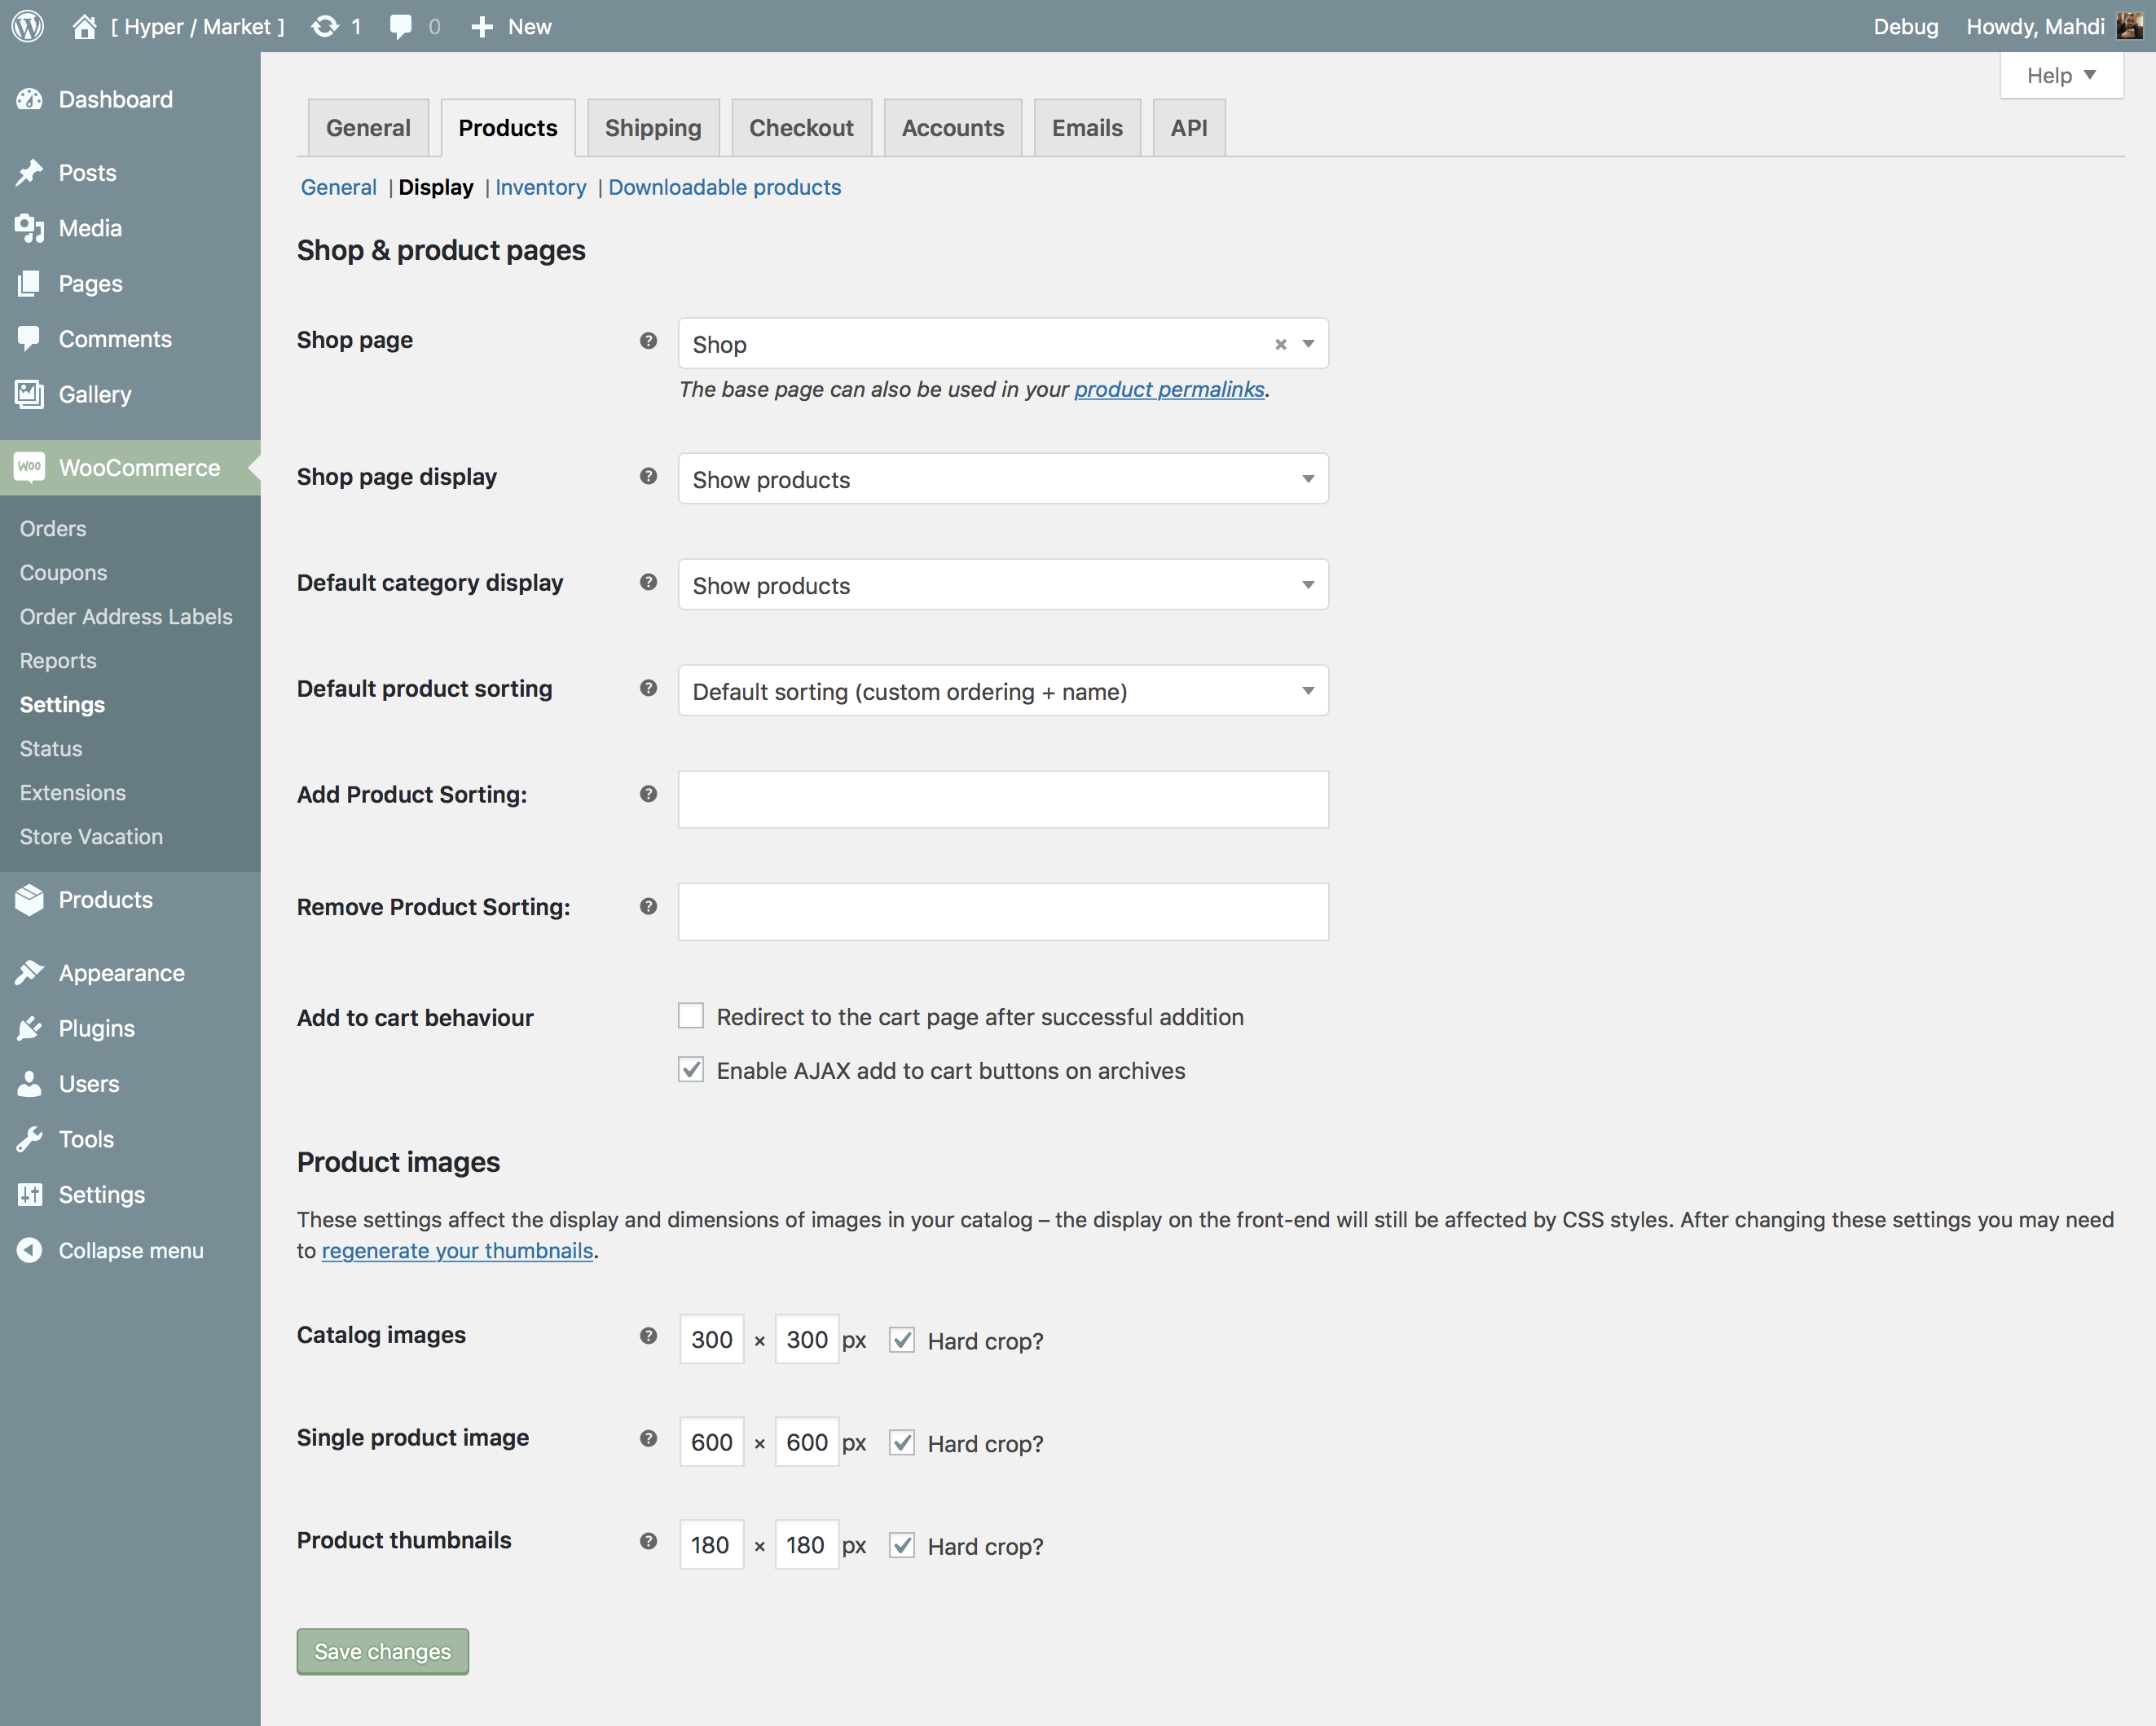 [ Hyper / Market ] 1 0 New Debug Howdy, Mahdi
Help
Dashboard
Posts
Media
Pages
Comments
Gallery
WOO WooCommerce
Orders
Coupons
Order Address Labels
Reports
Settings
Status
Extensions
Store Vacation
Products
Appearance
Plugins
Users
Tools
Settings
Collapse menu
General Products Shipping Checkout Accounts Emails API
General | Display | Inventory | Downloadable products
Shop & product pages
Shop page ? Shop ×
The base page can also be used in your product permalinks.
Shop page display ? Show products
Default category display ? Show products
Default product sorting ? Default sorting (custom ordering + name)
Add Product Sorting: ?
Remove Product Sorting: ?
Add to cart behaviour Redirect to the cart page after successful addition
Enable AJAX add to cart buttons on archives
Product images
These settings affect the display and dimensions of images in your catalog – the display on the front-end will still be affected by CSS styles. After changing these settings you may need
to regenerate your thumbnails.
Catalog images ? 300 × 300 px Hard crop?
Single product image ? 600 × 600 px Hard crop?
Product thumbnails ? 180 × 180 px Hard crop?
Save changes